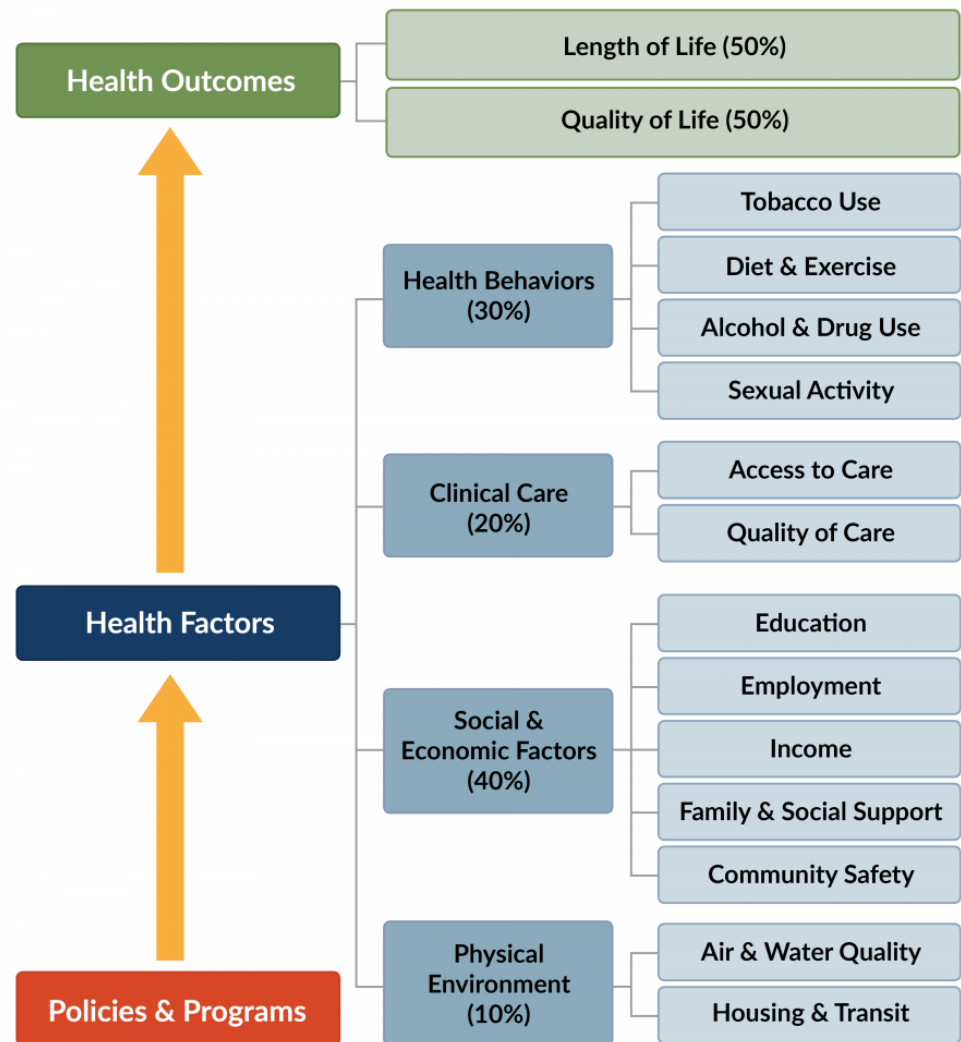 Health Outcomes
Length of Life (50%)
Quality of Life (50%)
Health Factors
Health Behaviors
(30%)
Tobacco Use
Diet & Exercise
Alcohol & Drug Use
Sexual Activity
Clinical Care
(20%)
Access to Care
Quality of Care
Social &
Economic Factors
(40%)
Education
Employment
Income
Family & Social Support
Community Safety
Physical
Environment
(10%)
Air & Water Quality
Housing & Transit
Policies & Programs